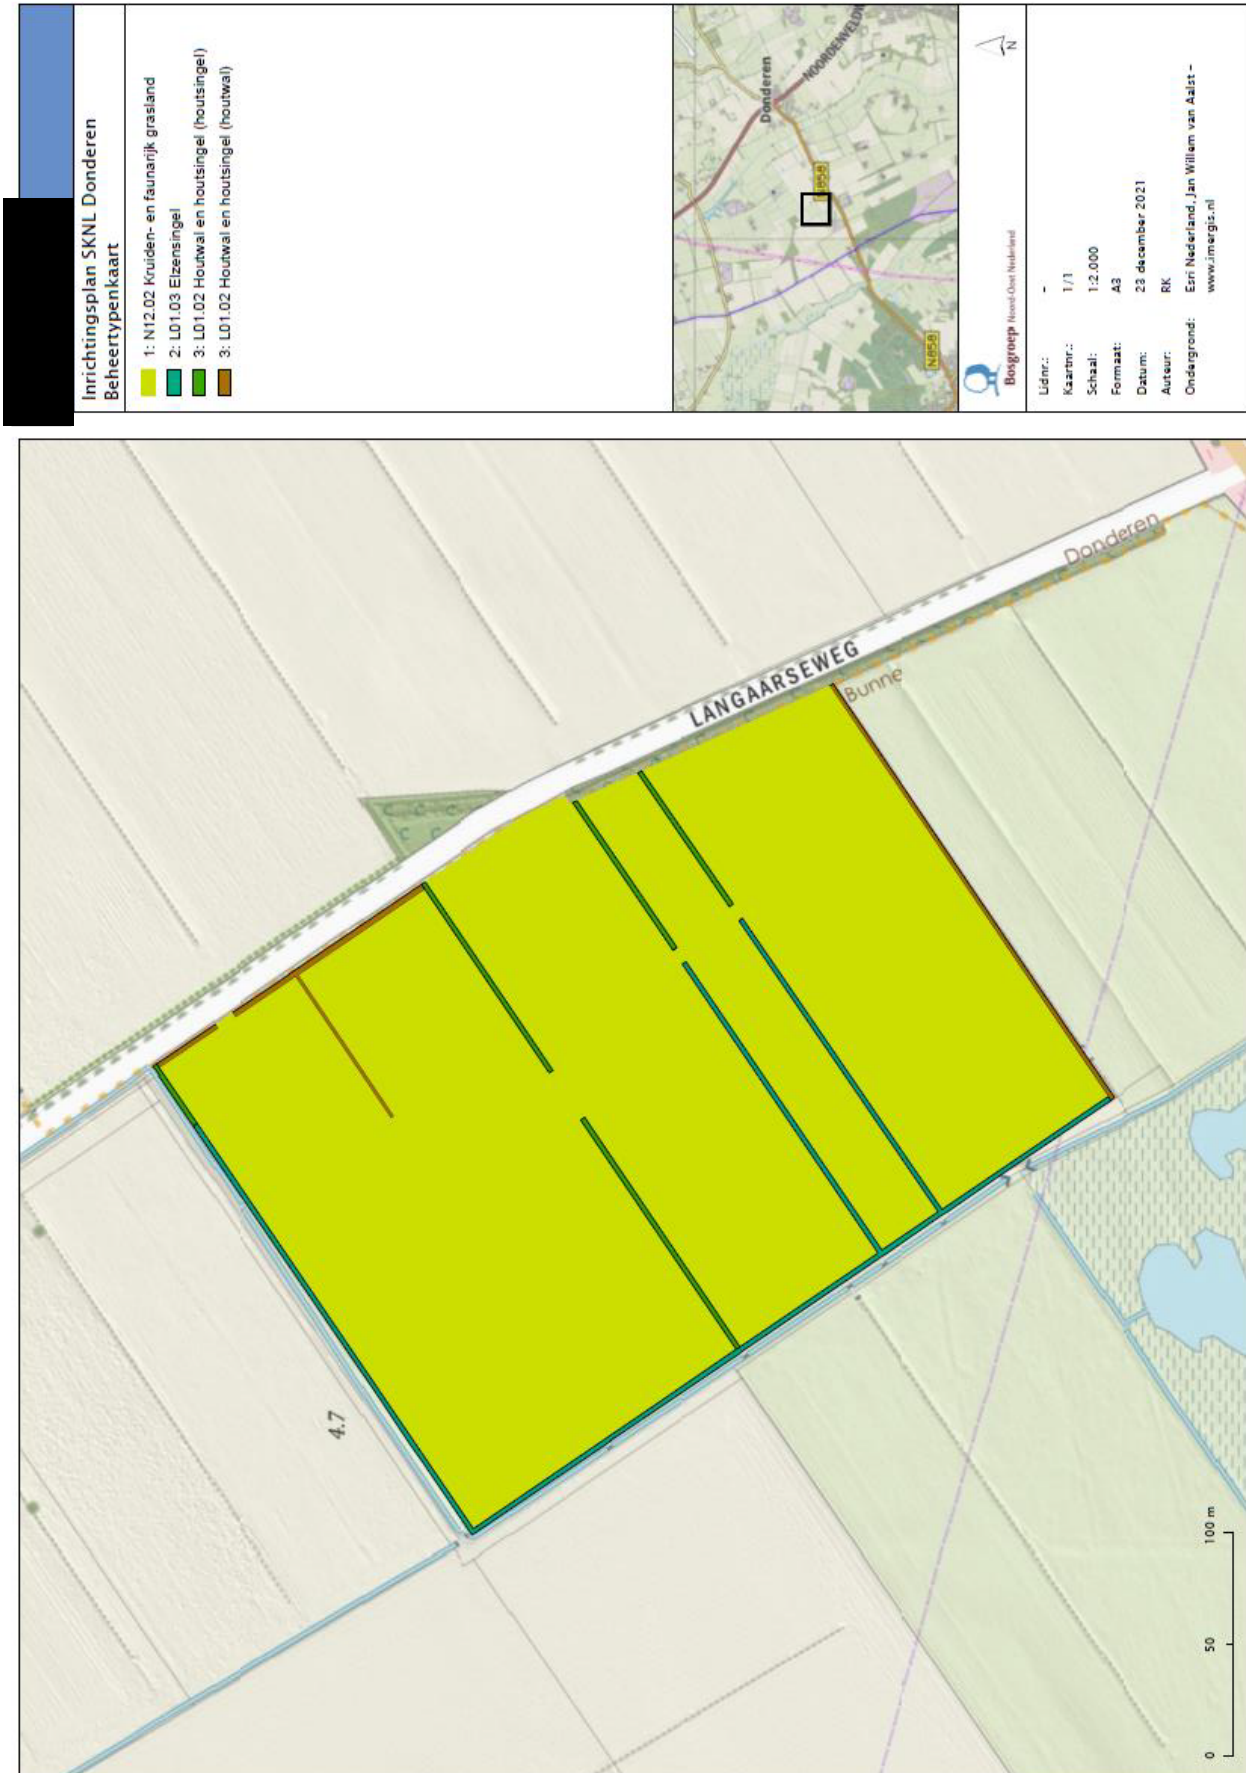 Inrichtingsplan SKNL Donderen
Beheertypenkaart
1: N12.02 Kruiden- en faunarijk grasland
2: L01.03 Elzensingel
3: L01.02 Houtwal en houtsingel (houtsingel)
3: L01.02 Houtwal en houtsingel (houtwal)
Donderen
NOORDENVELDW
N858
N858
Bosgroep Noord-Oost Nederland
N
Lidnr.: -
Kaartnr.: 1/1
Schaal: 1:2.000
Formaat: A3
Datum: 23 december 2021
Auteur: RK
Ondergrond: Esri Nederland, Jan Willem van Aalst -
www.imergis.nl
LANGAARSEWEG
Donderen
Bunne
4.7
0 50 100 m